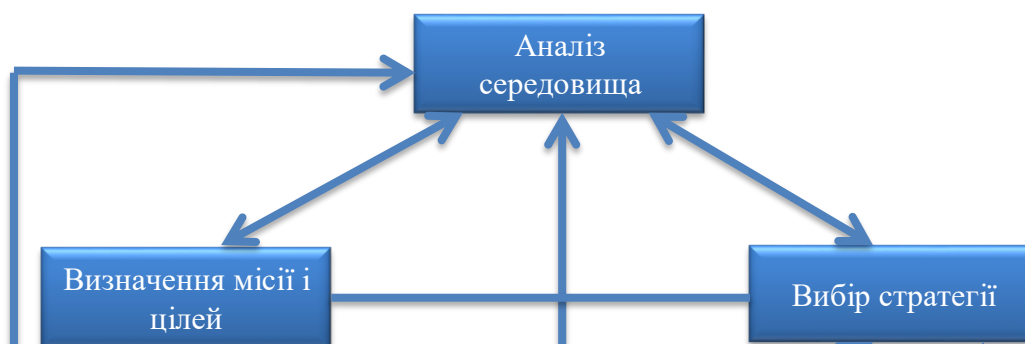 Аналіз
середовища
Визначення місії і
цілей
Вибір стратегії